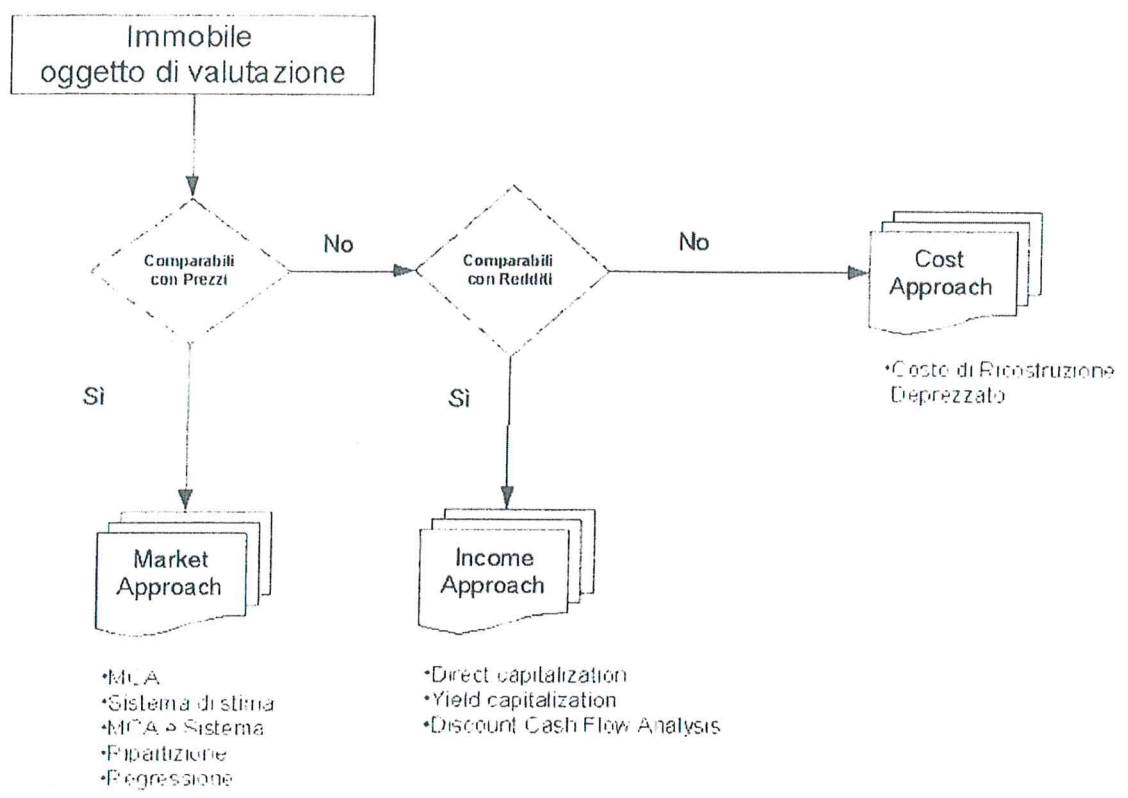 Immobile
oggetto di valutazione
Comparabili
con Prezzi
No
Comparabili
con Redditi
No
Cost
Approach
•Costo di Ricostruzione
Deprezzato
Sì
Sì
Market
Approach
Income
Approach
•MCA
•Sistema di stima
•MCA e Sistema
•Ripartizione
•Regressione
•Direct capitalization
•Yield capitalization
•Discount Cash Flow Analysis